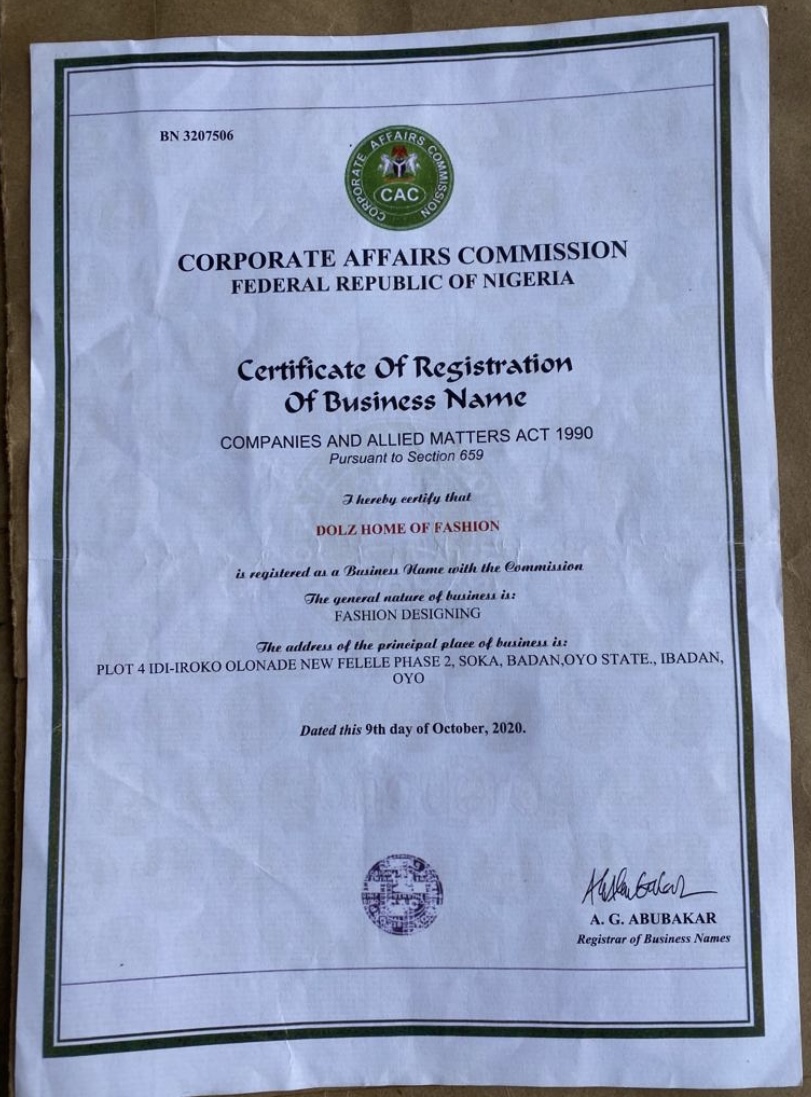 BN 3207506
CORPORATE AFFAIRS COMMISSION
CAC
CORPORATE AFFAIRS COMMISSION
FEDERAL REPUBLIC OF NIGERIA
Certificate Of Registration
Of Business Name
COMPANIES AND ALLIED MATTERS ACT 1990
Pursuant to Section 659
I hereby certify that
DOLZ HOME OF FASHION
is registered as a Business Name with the Commission
The general nature of business is:
FASHION DESIGNING
The address of the principal place of business is:
PLOT 4 IDI-IROKO OLONADE NEW FELELE PHASE 2, SOKA, BADAN,OYO STATE., IBADAN,
OYO
Dated this 9th day of October, 2020.
A. G. ABUBAKAR
Registrar of Business Names